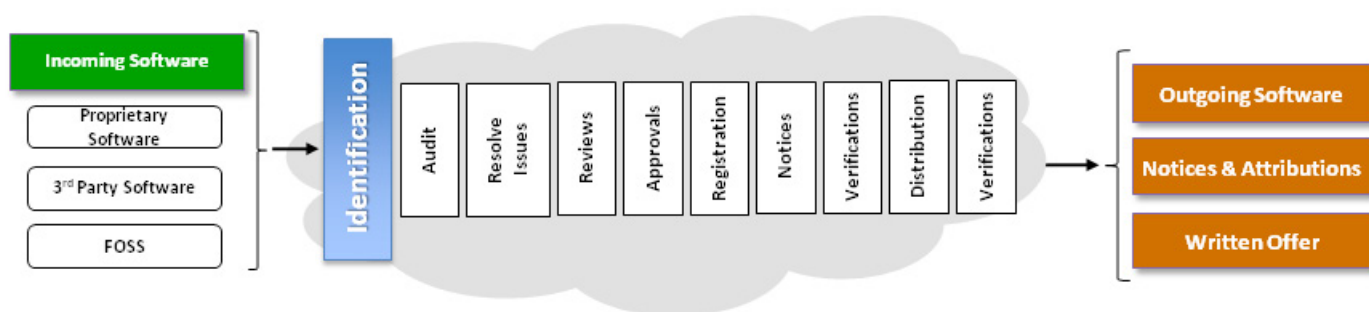 Incoming Software
Proprietary
Software
3rd Party Software
FOSS
Identification
Audit
Resolve
Issues
Reviews
Approvals
Registration
Notices
Verifications
Distribution
Verifications
Outgoing Software
Notices & Attributions
Written Offer